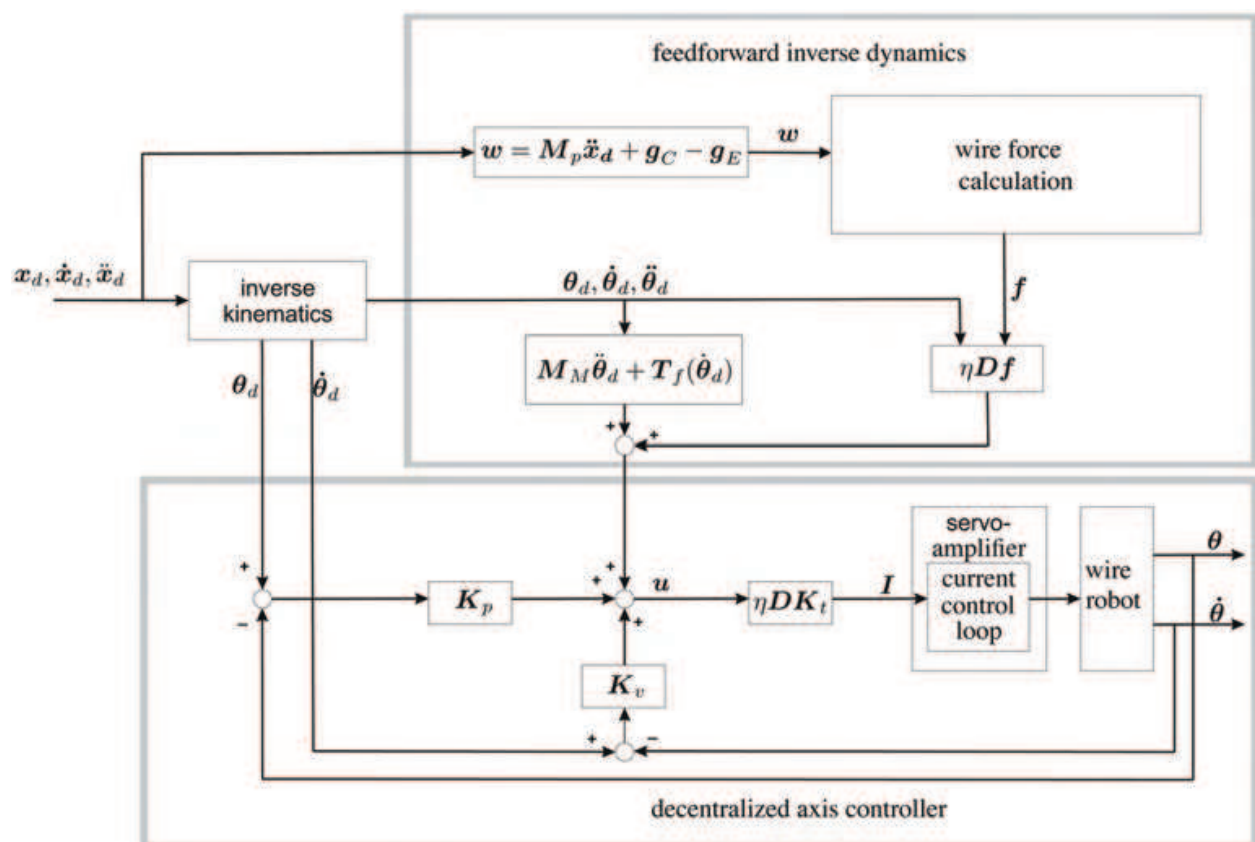 feedforward inverse dynamics
w = M_p ẍ_d + g_C − g_E
w
wire force
calculation
x_d, ẋ_d, ẍ_d
inverse
kinematics
θ_d, θ̇_d, θ̈_d
f
θ_d
θ̇_d
M_M θ̈_d + T_f(θ̇_d)
ηDf
+
+
servo-
amplifier
current
control
loop
wire
robot
θ
θ̇
+
−
K_p
+
+
+
u
ηDK_t
I
K_v
+
−
decentralized axis controller